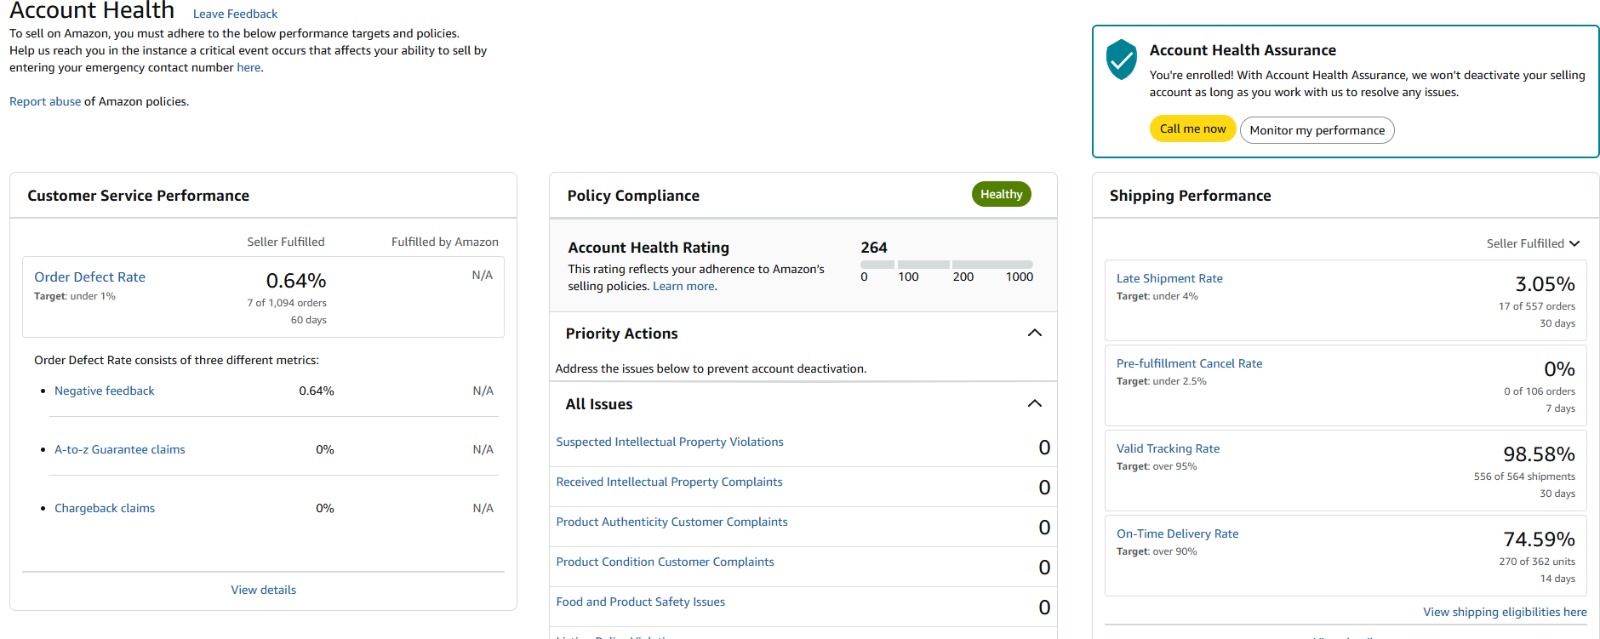 Account Health Leave Feedback
To sell on Amazon, you must adhere to the below performance targets and policies.
Help us reach you in the instance a critical event occurs that affects your ability to sell by
entering your emergency contact number here.
Report abuse of Amazon policies.
Account Health Assurance
You're enrolled! With Account Health Assurance, we won't deactivate your selling
account as long as you work with us to resolve any issues.
Call me now Monitor my performance
Customer Service Performance
Seller Fulfilled Fulfilled by Amazon
Order Defect Rate 0.64% N/A
Target: under 1% 7 of 1,094 orders
60 days
Order Defect Rate consists of three different metrics:
• Negative feedback 0.64% N/A
• A-to-z Guarantee claims 0% N/A
• Chargeback claims 0% N/A
View details
Policy Compliance Healthy
Account Health Rating 264
This rating reflects your adherence to Amazon's
selling policies. Learn more.
0 100 200 1000
Priority Actions
Address the issues below to prevent account deactivation.
All Issues
Suspected Intellectual Property Violations 0
Received Intellectual Property Complaints 0
Product Authenticity Customer Complaints 0
Product Condition Customer Complaints 0
Food and Product Safety Issues 0
Shipping Performance
Seller Fulfilled
Late Shipment Rate 3.05%
Target: under 4% 17 of 557 orders
30 days
Pre-fulfillment Cancel Rate 0%
Target: under 2.5% 0 of 106 orders
7 days
Valid Tracking Rate 98.58%
Target: over 95% 556 of 564 shipments
30 days
On-Time Delivery Rate 74.59%
Target: over 90% 270 of 362 units
14 days
View shipping eligibilities here